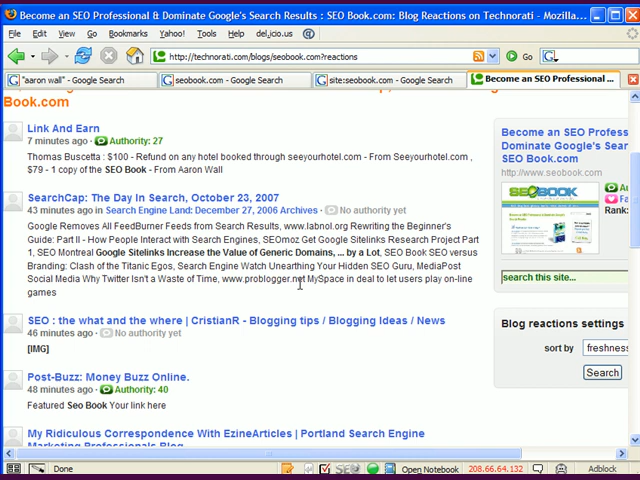 Become an SEO Professional & Dominate Google's Search Results : SEO Book.com: Blog Reactions on Technorati - Mozilla...
File Edit View Go Bookmarks Yahoo! Tools Help del.icio.us
http://technorati.com/blogs/seobook.com?reactions Go
"aaron wall" - Google Search seobook.com - Google Search site:seobook.com - Google Search Become an SEO Professional ...
Book.com
Link And Earn
7 minutes ago · Authority: 27
Thomas Buscetta : $100 - Refund on any hotel booked through seeyourhotel.com - From Seeyourhotel.com ,
$79 - 1 copy of the SEO Book - From Aaron Wall
SearchCap: The Day In Search, October 23, 2007
43 minutes ago in Search Engine Land: December 27, 2006 Archives · No authority yet
Google Removes All FeedBurner Feeds from Search Results, www.labnol.org Rewriting the Beginner's
Guide: Part II - How People Interact with Search Engines, SEOmoz GabGoogle Sitelinks Research Project Part
1, SEO Montreal Google Sitelinks Increase the Value of Generic Domains, ... by a Lot, SEO Book SEO versus
Branding: Clash of the Titanic Egos, Search Engine Watch Unearthing Your Hidden SEO Guru, MediaPost
Social Media Why Twitter Isn't a Waste of Time, www.problogger.net MySpace in deal to let users play on-line
games
SEO : the what and the where | CristianR - Blogging tips / Blogging Ideas / News
46 minutes ago · No authority yet
[IMG]
Post-Buzz: Money Buzz Online.
48 minutes ago · Authority: 40
Featured Seo Book Your link here
My Ridiculous Correspondence With EzineArticles | Portland Search Engine
Marketing Professionals Blog
Become an SEO Profess
Dominate Google's Sea
SEO Book.com
http://www.seobook.com
SEOBOOK
Au
Fa
Rank
search this site...
Blog reactions settings
sort by freshness
Search
Done SEO Open Notebook 208.66.64.132 Adblock